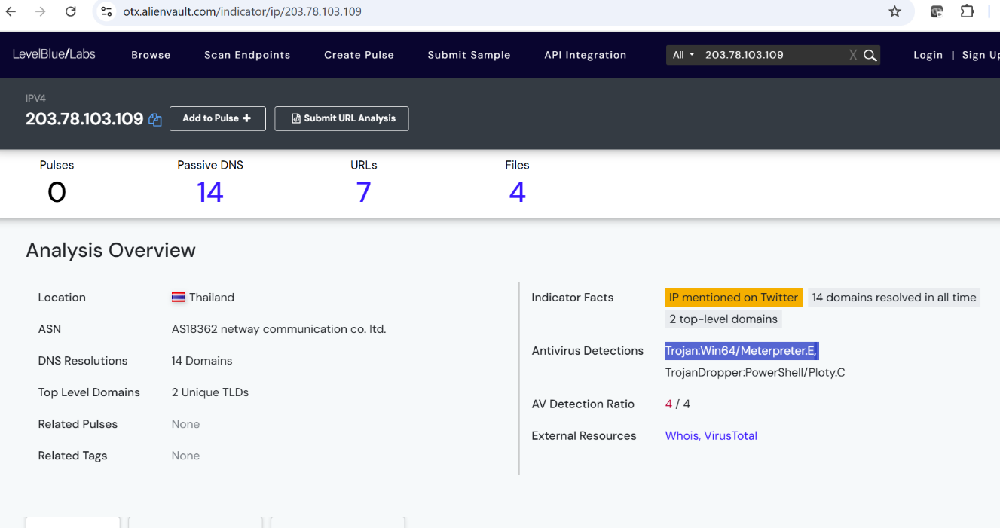 otx.alienvault.com/indicator/ip/203.78.103.109
LevelBlue/Labs Browse Scan Endpoints Create Pulse Submit Sample API Integration All 203.78.103.109 X Login | Sign Up
IPV4
203.78.103.109 Add to Pulse + Submit URL Analysis
Pulses Passive DNS URLs Files
0 14 7 4
Analysis Overview
Location Thailand
ASN AS18362 netway communication co. ltd.
DNS Resolutions 14 Domains
Top Level Domains 2 Unique TLDs
Related Pulses None
Related Tags None
Indicator Facts IP mentioned on Twitter 14 domains resolved in all time
2 top-level domains
Antivirus Detections Trojan:Win64/Meterpreter.E,
TrojanDropper:PowerShell/Ploty.C
AV Detection Ratio 4 / 4
External Resources Whois, VirusTotal